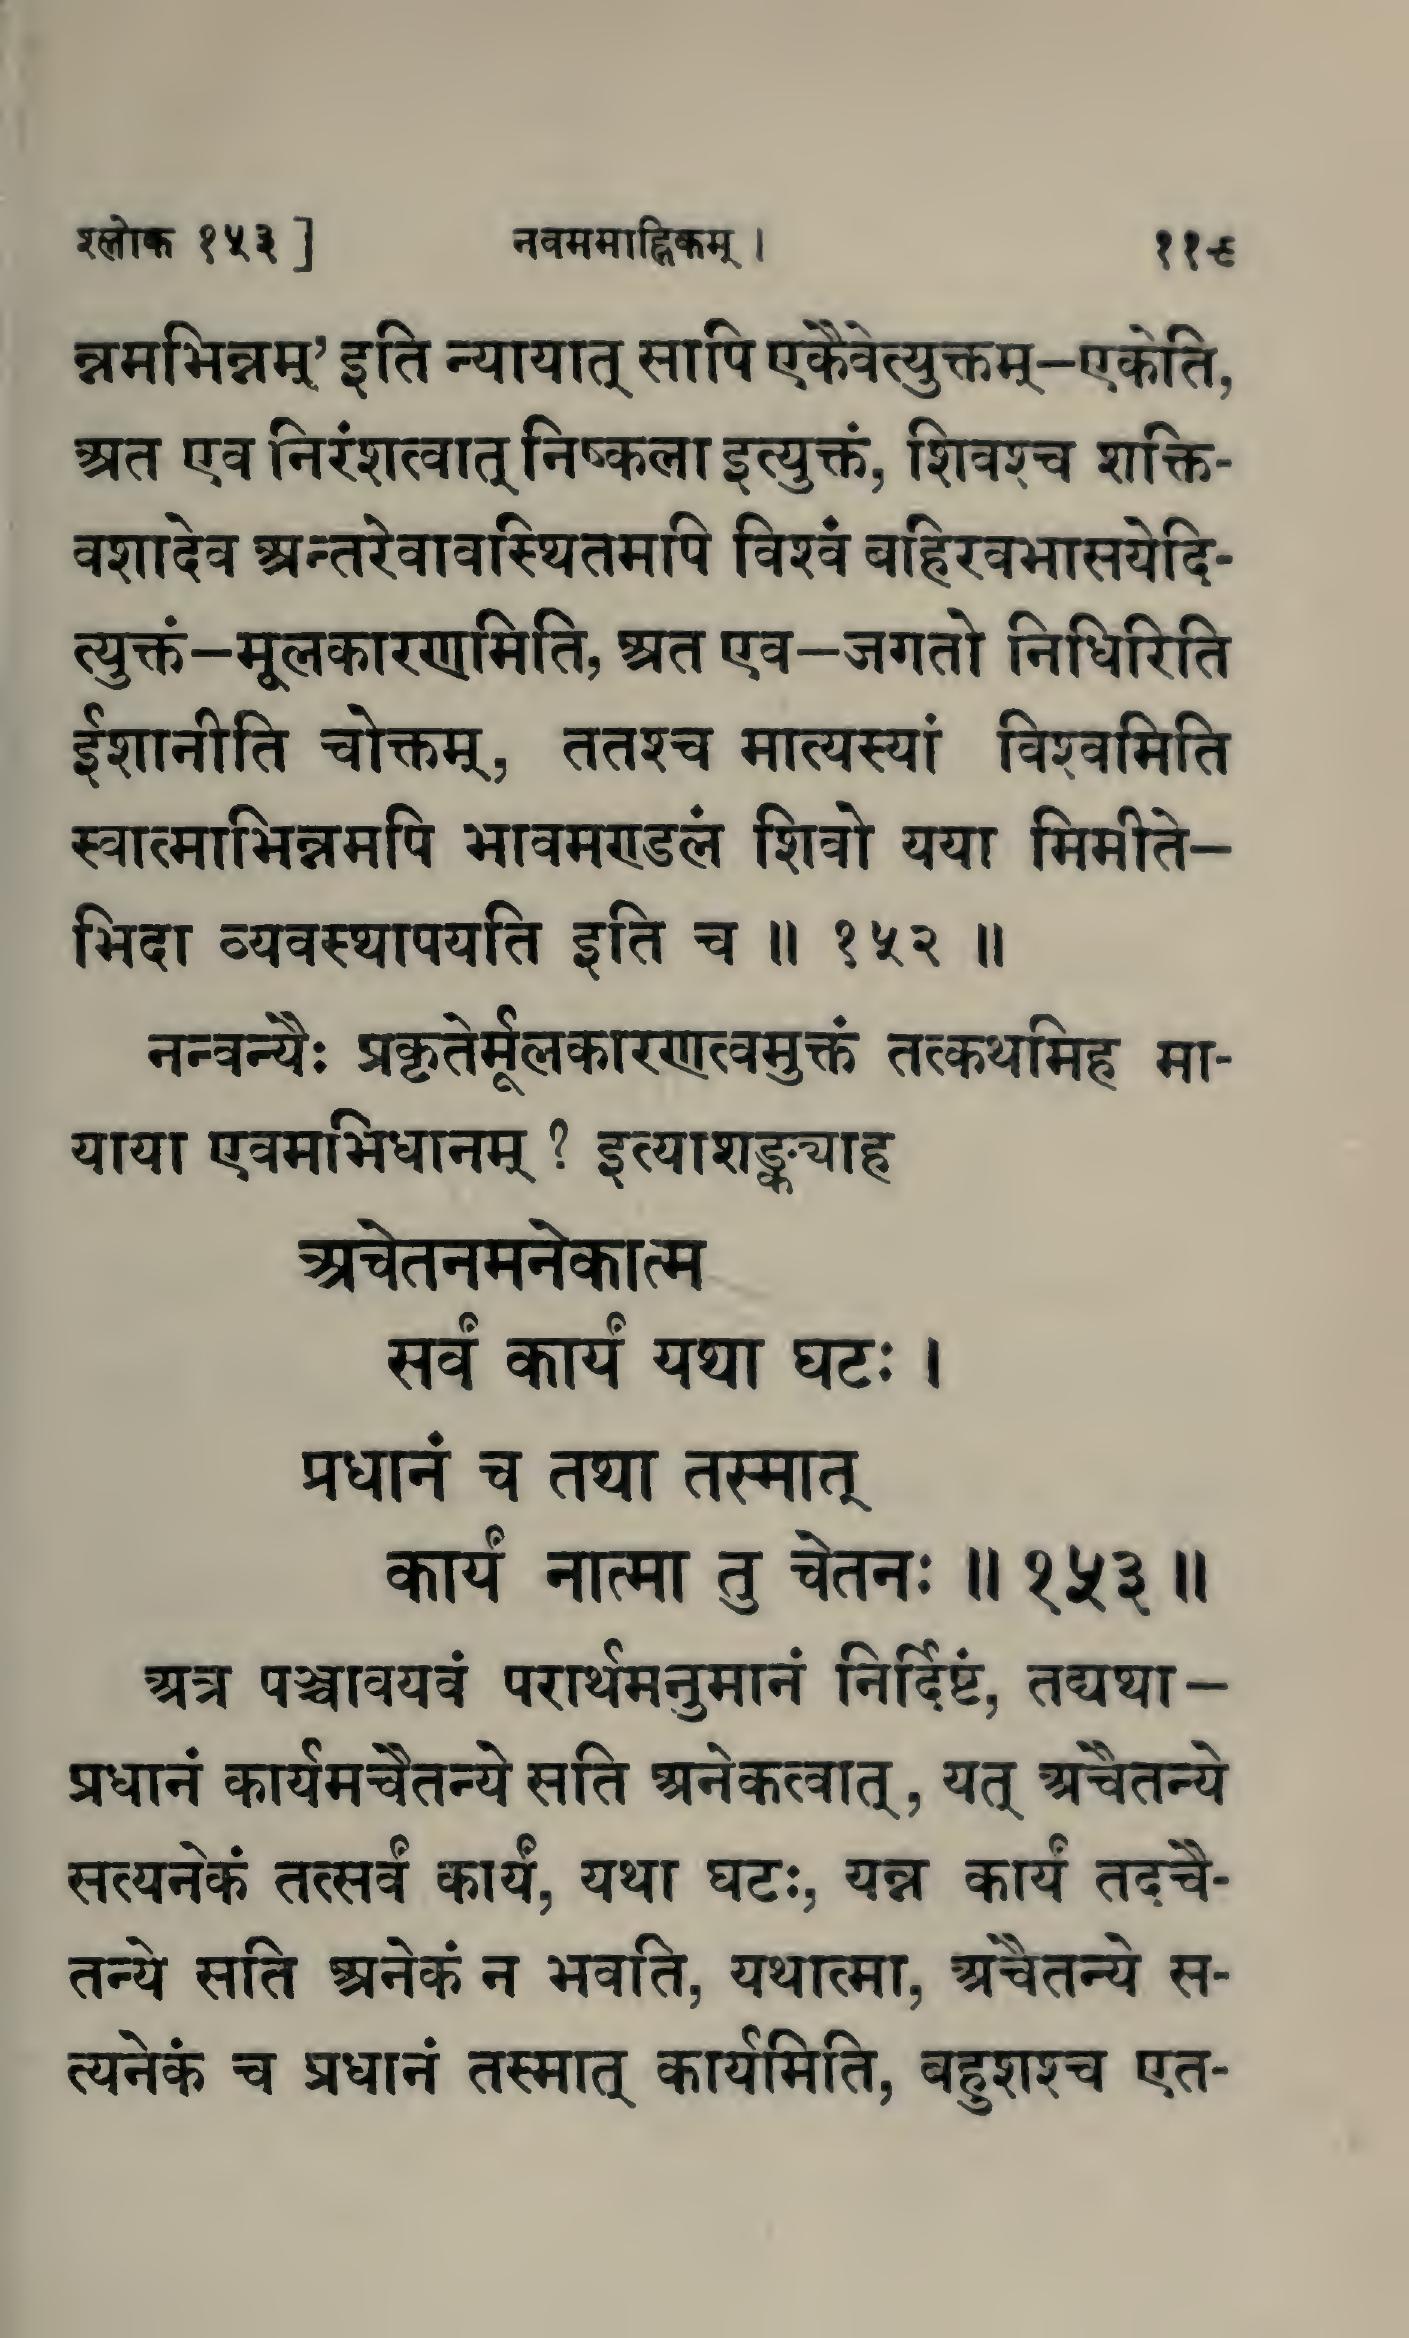 श्लोक १५३ ] नवममाह्निकम् । ११९
न्नमभिन्नम्’ इति न्यायात् सापि एकैवेत्युक्तम्—एकेति,
अत एव निरंशत्वात् निष्कला इत्युक्तं, शिवश्च शक्ति-
वशादेव अन्तरेवावस्थितमपि विश्वं बहिरवभासयेदि-
त्युक्तं—मूलकारणमिति, अत एव—जगतो निधिरिति
ईशानीति चोक्तम्, ततश्च मात्यस्यां विश्वमिति
स्वात्माभिन्नमपि भावमण्डलं शिवो यया मिमीते—
भिदा व्यवस्थापयति इति च ॥ १५२ ॥
नन्वन्यैः प्रकृतेर्मूलकारणत्वमुक्तं तत्कथमिह मा-
याया एवमभिधानम् ? इत्याशङ्क्याह
अचेतनमनेकात्म
सर्वं कार्यं यथा घटः ।
प्रधानं च तथा तस्मात्
कार्यं नात्मा तु चेतनः ॥ १५३ ॥
अत्र पञ्चावयवं परार्थमनुमानं निर्दिष्टं, तद्यथा—
प्रधानं कार्यमचैतन्ये सति अनेकत्वात्, यत् अचैतन्ये
सत्यनेकं तत्सर्वं कार्यं, यथा घटः, यन्न कार्यं तदचै-
तन्ये सति अनेकं न भवति, यथात्मा, अचैतन्ये स-
त्यनेकं च प्रधानं तस्मात् कार्यमिति, बहुशश्च एत-